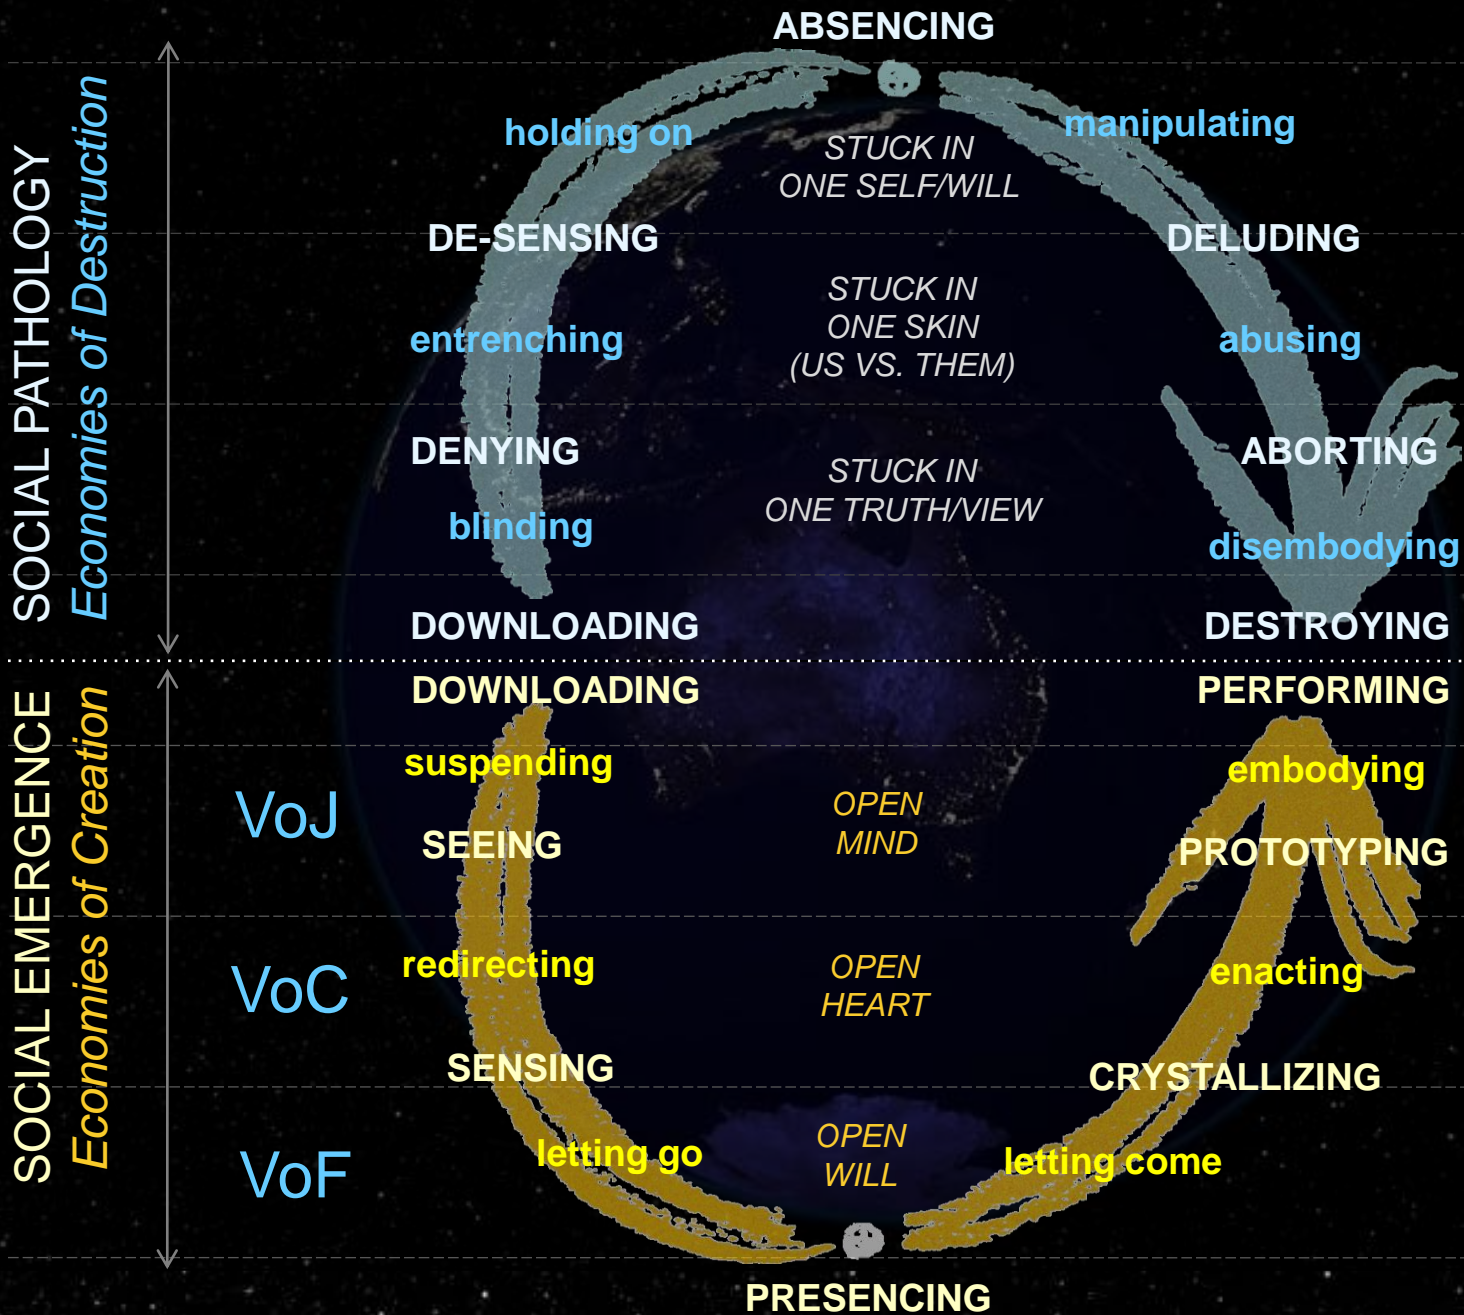 ABSENCING
SOCIAL PATHOLOGY
Economies of Destruction
holding on
manipulating
STUCK IN
ONE SELF/WILL
DE-SENSING
DELUDING
STUCK IN
ONE SKIN
(US VS. THEM)
entrenching
abusing
DENYING
ABORTING
STUCK IN
ONE TRUTH/VIEW
blinding
disembodying
DOWNLOADING
DESTROYING
SOCIAL EMERGENCE
Economies of Creation
DOWNLOADING
PERFORMING
suspending
embodying
VoJ
OPEN
MIND
SEEING
PROTOTYPING
VoC
redirecting
OPEN
HEART
enacting
SENSING
CRYSTALLIZING
VoF
letting go
OPEN
WILL
letting come
PRESENCING